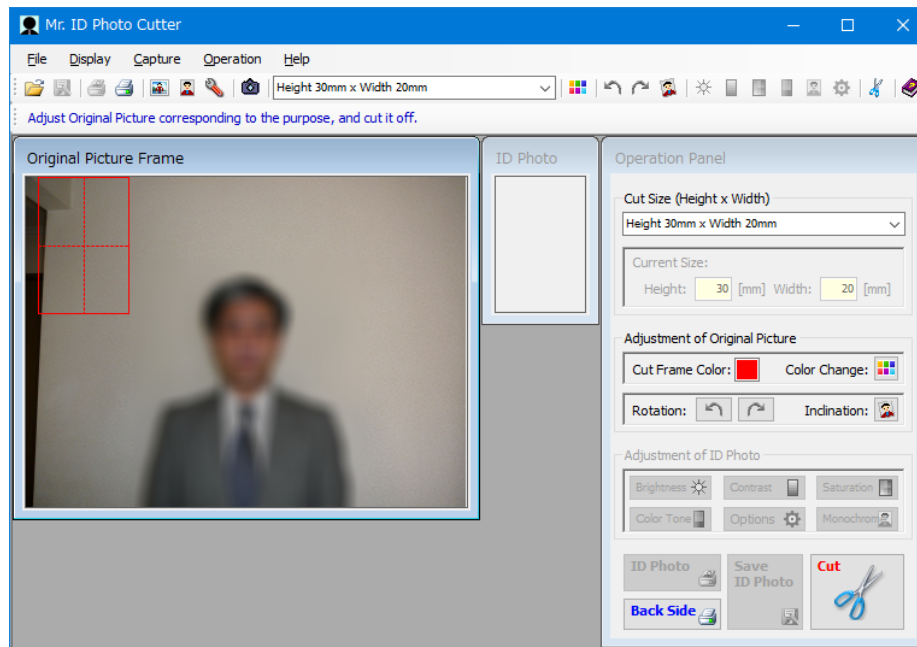 Mr. ID Photo Cutter
File Display Capture Operation Help
Height 30mm x Width 20mm
Adjust Original Picture corresponding to the purpose, and cut it off.
Original Picture Frame
ID Photo
Operation Panel
Cut Size (Height x Width)
Height 30mm x Width 20mm
Current Size:
Height: 30 [mm] Width: 20 [mm]
Adjustment of Original Picture
Cut Frame Color: Color Change:
Rotation: Inclination:
Adjustment of ID Photo
Brightness Contrast Saturation
Color Tone Options Monochrom
ID Photo
Save
ID Photo
Cut
Back Side